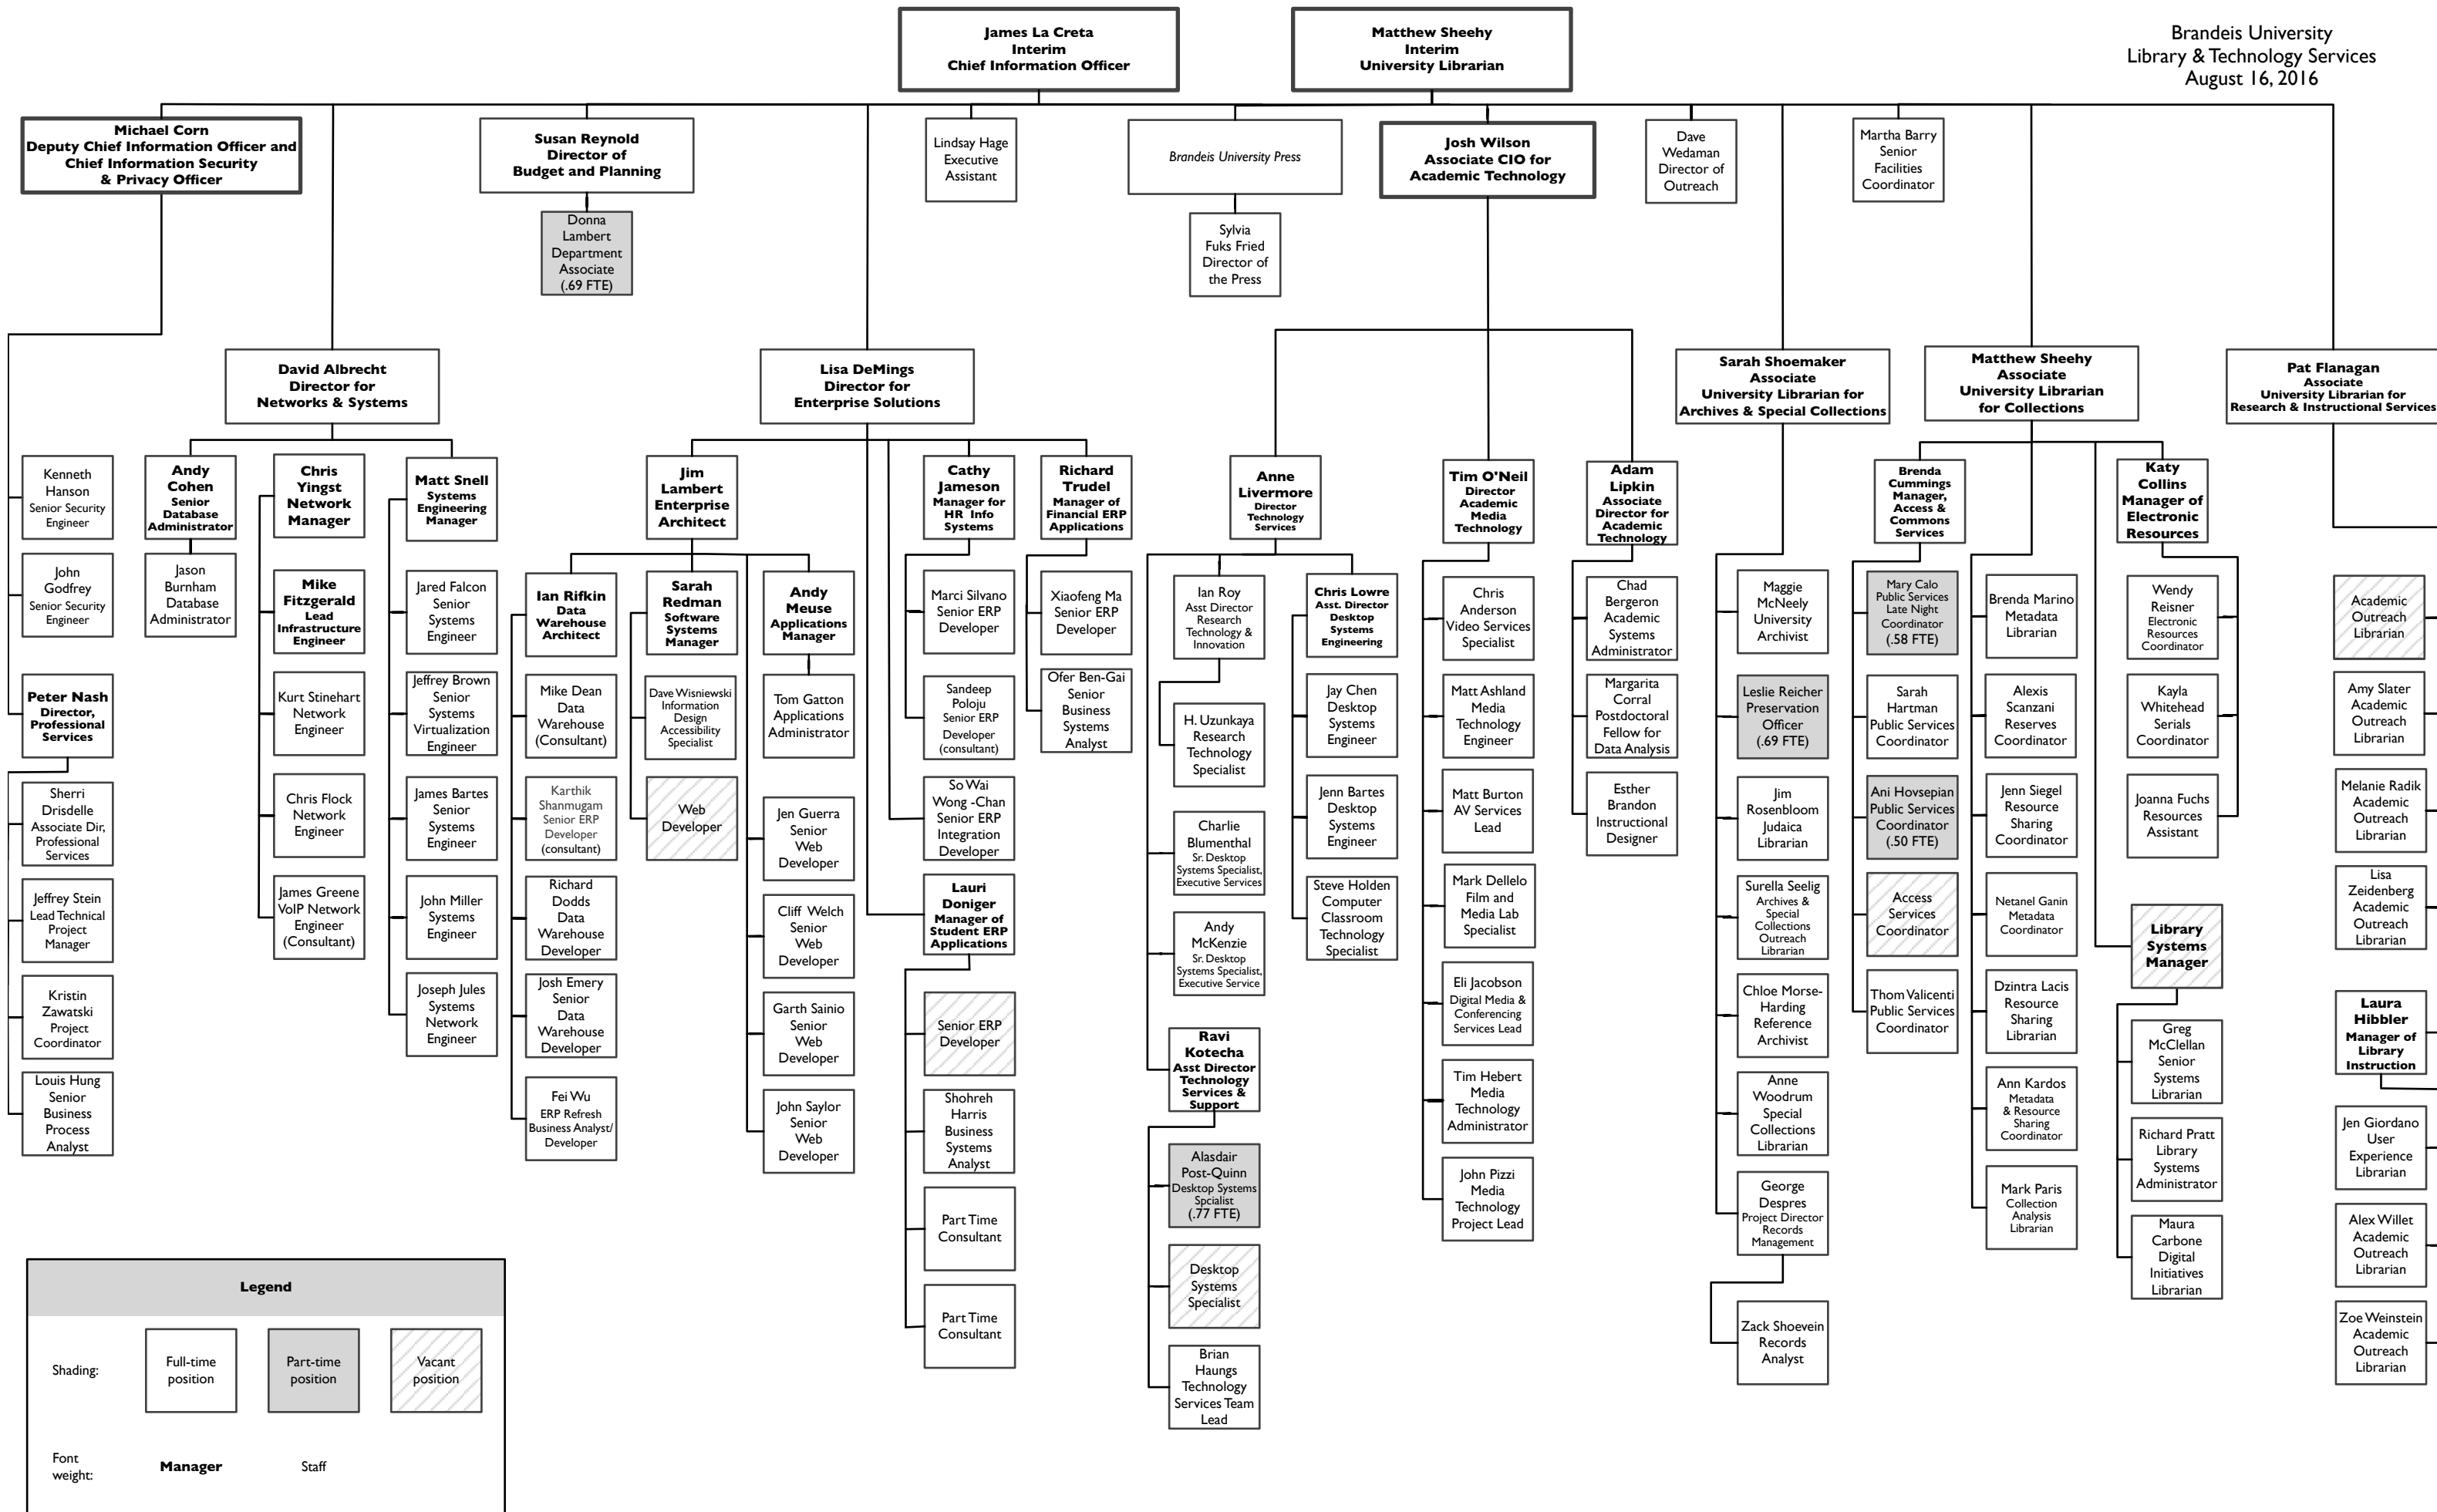 James La Creta
Interim
Chief Information Officer
Matthew Sheehy
Interim
University Librarian
Brandeis University
Library & Technology Services
August 16, 2016
Michael Corn
Deputy Chief Information Officer and
Chief Information Security
& Privacy Officer
Susan Reynold
Director of
Budget and Planning
Lindsay Hage
Executive
Assistant
Brandeis University Press
Josh Wilson
Associate CIO for
Academic Technology
Dave
Wedaman
Director of
Outreach
Martha Barry
Senior
Facilities
Coordinator
Donna
Lambert
Department
Associate
(.69 FTE)
Sylvia
Fuks Fried
Director of
the Press
David Albrecht
Director for
Networks & Systems
Lisa DeMings
Director for
Enterprise Solutions
Sarah Shoemaker
Associate
University Librarian for
Archives & Special Collections
Matthew Sheehy
Associate
University Librarian
for Collections
Pat Flanagan
Associate
University Librarian for
Research & Instructional Services
Kenneth
Hanson
Senior Security
Engineer
John
Godfrey
Senior Security
Engineer
Peter Nash
Director,
Professional
Services
Sherri
Drisdelle
Associate Dir,
Professional
Services
Jeffrey Stein
Lead Technical
Project
Manager
Kristin
Zawatski
Project
Coordinator
Louis Hung
Senior
Business
Process
Analyst
Andy
Cohen
Senior
Database
Administrator
Jason
Burnham
Database
Administrator
Chris
Yingst
Network
Manager
Mike
Fitzgerald
Lead
Infrastructure
Engineer
Kurt Stinehart
Network
Engineer
Chris Flock
Network
Engineer
James Greene
VoIP Network
Engineer
(Consultant)
Matt Snell
Systems
Engineering
Manager
Jared Falcon
Senior
Systems
Engineer
Jeffrey Brown
Senior
Systems
Virtualization
Engineer
James Bartes
Senior
Systems
Engineer
John Miller
Systems
Engineer
Joseph Jules
Systems
Network
Engineer
Jim
Lambert
Enterprise
Architect
Ian Rifkin
Data
Warehouse
Architect
Mike Dean
Data
Warehouse
(Consultant)
Karthik
Shanmugam
Senior ERP
Developer
(consultant)
Richard
Dodds
Data
Warehouse
Developer
Josh Emery
Senior
Data
Warehouse
Developer
Fei Wu
ERP Refresh
Business Analyst/
Developer
Sarah
Redman
Software
Systems
Manager
Dave Wisniewski
Information
Design
Accessibility
Specialist
Web
Developer
Andy
Meuse
Applications
Manager
Tom Gatton
Applications
Administrator
Jen Guerra
Senior
Web
Developer
Cliff Welch
Senior
Web
Developer
Garth Sainio
Senior
Web
Developer
John Saylor
Senior
Web
Developer
Cathy
Jameson
Manager for
HR Info
Systems
Marci Silvano
Senior ERP
Developer
Sandeep
Poloju
Senior ERP
Developer
(consultant)
So Wai
Wong -Chan
Senior ERP
Integration
Developer
Lauri
Doniger
Manager of
Student ERP
Applications
Senior ERP
Developer
Shohreh
Harris
Business
Systems
Analyst
Part Time
Consultant
Part Time
Consultant
Richard
Trudel
Manager of
Financial ERP
Applications
Xiaofeng Ma
Senior ERP
Developer
Ofer Ben-Gai
Senior
Business
Systems
Analyst
Anne
Livermore
Director
Technology
Services
Ian Roy
Asst Director
Research
Technology &
Innovation
H. Uzunkaya
Research
Technology
Specialist
Charlie
Blumenthal
Sr. Desktop
Systems Specialist,
Executive Services
Andy
McKenzie
Sr. Desktop
Systems Specialist,
Executive Service
Ravi
Kotecha
Asst Director
Technology
Services &
Support
Alasdair
Post-Quinn
Desktop Systems
Spcialist
(.77 FTE)
Desktop
Systems
Specialist
Brian
Haungs
Technology
Services Team
Lead
Chris Lowre
Asst. Director
Desktop
Systems
Engineering
Jay Chen
Desktop
Systems
Engineer
Jenn Bartes
Desktop
Systems
Engineer
Steve Holden
Computer
Classroom
Technology
Specialist
Tim O'Neil
Director
Academic
Media
Technology
Chris
Anderson
Video Services
Specialist
Matt Ashland
Media
Technology
Engineer
Matt Burton
AV Services
Lead
Mark Dellelo
Film and
Media Lab
Specialist
Eli Jacobson
Digital Media &
Conferencing
Services Lead
Tim Hebert
Media
Technology
Administrator
John Pizzi
Media
Technology
Project Lead
Adam
Lipkin
Associate
Director for
Academic
Technology
Chad
Bergeron
Academic
Systems
Administrator
Margarita
Corral
Postdoctoral
Fellow for
Data Analysis
Esther
Brandon
Instructional
Designer
Maggie
McNeely
University
Archivist
Leslie Reicher
Preservation
Officer
(.69 FTE)
Jim
Rosenbloom
Judaica
Librarian
Surella Seelig
Archives &
Special
Collections
Outreach
Librarian
Chloe Morse-
Harding
Reference
Archivist
Anne
Woodrum
Special
Collections
Librarian
George
Despres
Project Director
Records
Management
Zack Shoevein
Records
Analyst
Brenda
Cummings
Manager,
Access &
Commons
Services
Mary Calo
Public Services
Late Night
Coordinator
(.58 FTE)
Sarah
Hartman
Public Services
Coordinator
Ani Hovsepian
Public Services
Coordinator
(.50 FTE)
Access
Services
Coordinator
Thom Valicenti
Public Services
Coordinator
Brenda Marino
Metadata
Librarian
Alexis
Scanzani
Reserves
Coordinator
Jenn Siegel
Resource
Sharing
Coordinator
Netanel Ganin
Metadata
Coordinator
Dzintra Lacis
Resource
Sharing
Librarian
Ann Kardos
Metadata
& Resource
Sharing
Coordinator
Mark Paris
Collection
Analysis
Librarian
Katy
Collins
Manager of
Electronic
Resources
Wendy
Reisner
Electronic
Resources
Coordinator
Kayla
Whitehead
Serials
Coordinator
Joanna Fuchs
Resources
Assistant
Library
Systems
Manager
Greg
McClellan
Senior
Systems
Librarian
Richard Pratt
Library
Systems
Administrator
Maura
Carbone
Digital
Initiatives
Librarian
Academic
Outreach
Librarian
Amy Slater
Academic
Outreach
Librarian
Melanie Radik
Academic
Outreach
Librarian
Lisa
Zeidenberg
Academic
Outreach
Librarian
Laura
Hibbler
Manager of
Library
Instruction
Jen Giordano
User
Experience
Librarian
Alex Willet
Academic
Outreach
Librarian
Zoe Weinstein
Academic
Outreach
Librarian
Legend
Shading:
Full-time
position
Part-time
position
Vacant
position
Font
weight:
Manager
Staff